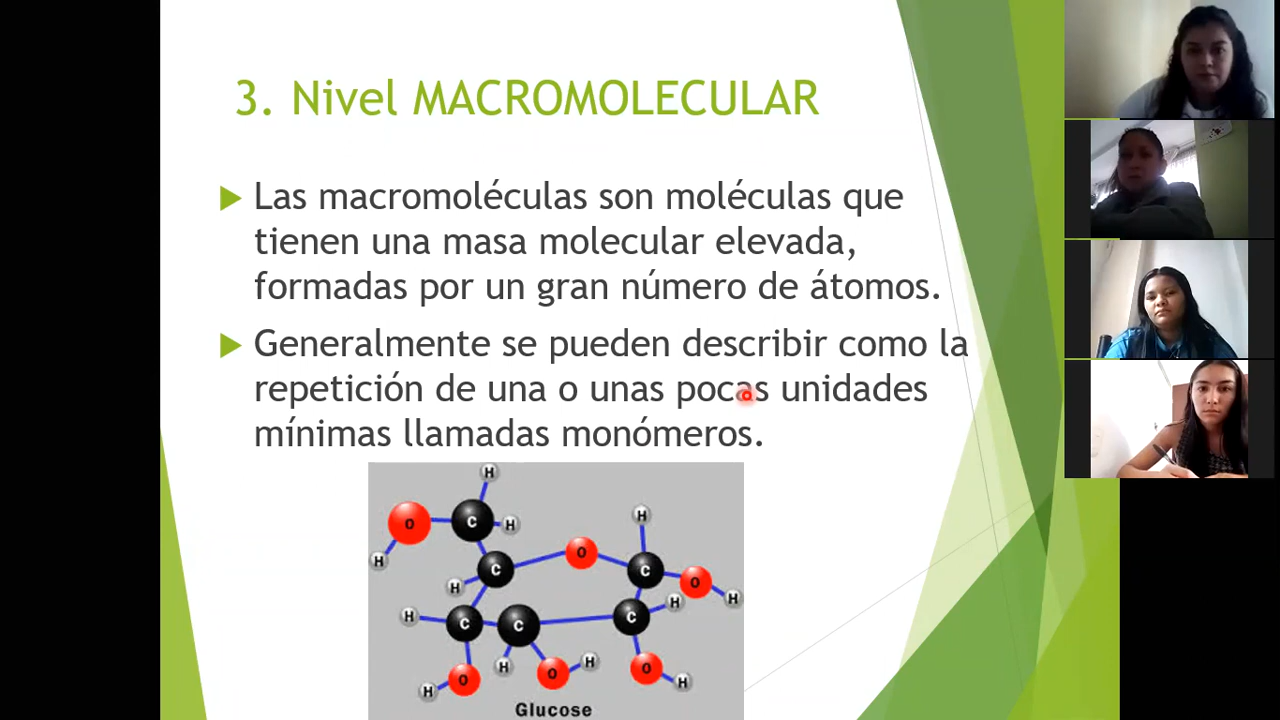 3. Nivel MACROMOLECULAR
Las macromoléculas son moléculas que
tienen una masa molecular elevada,
formadas por un gran número de átomos.
Generalmente se pueden describir como la
repetición de una o unas pocas unidades
mínimas llamadas monómeros.
H
O
C
H
H
H
O
C
C
O
H
H
H
H
C
C
C
H
O
H
O
O
H
H
Glucose